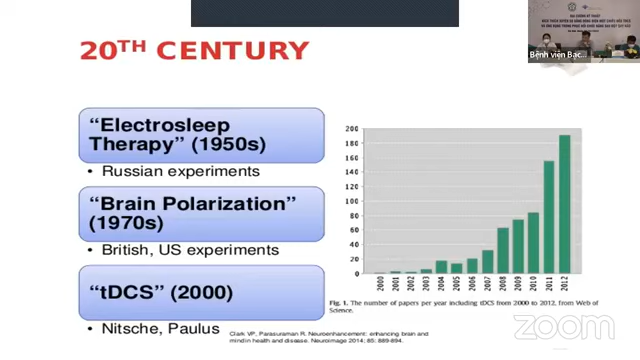 20TH CENTURY
“Electrosleep
Therapy” (1950s)
• Russian experiments
“Brain Polarization”
(1970s)
• British, US experiments
“tDCS” (2000)
• Nitsche, Paulus
200
180
160
140
120
100
80
60
40
20
0
2000 2001 2002 2003 2004 2005 2006 2007 2008 2009 2010 2011 2012
Fig. 1. The number of papers per year including tDCS from 2000 to 2012, from Web of
Science.
Clark VP, Parasuraman R. Neuroenhancement: enhancing brain and
mind in health and disease. Neuroimage 2014; 85: 889-894.
Bệnh viện Bạc...
zoom